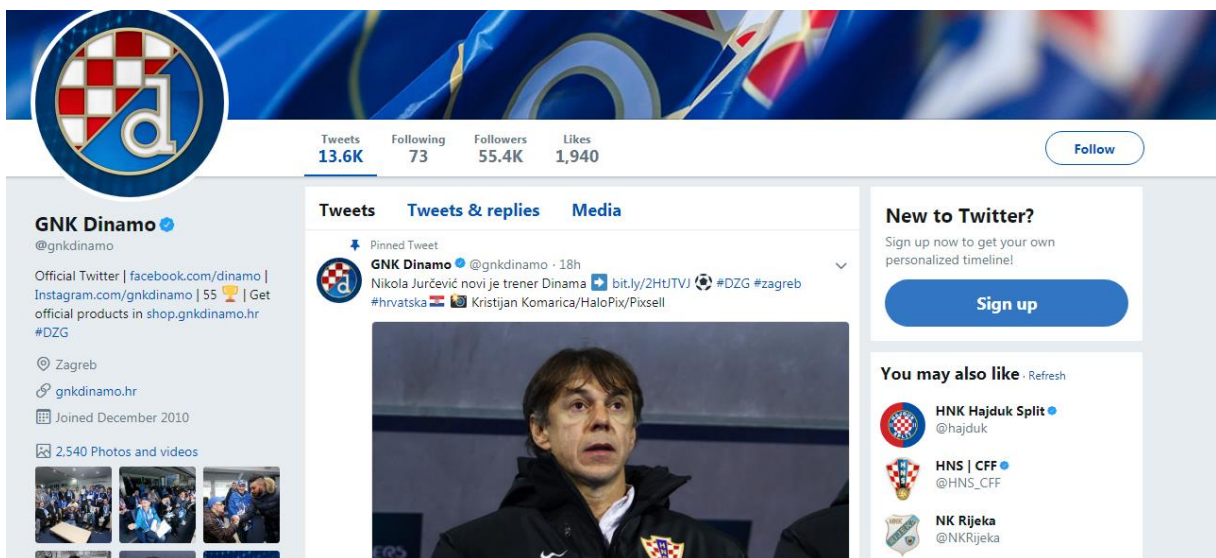 Tweets Following Followers Likes
13.6K 73 55.4K 1,940
Follow
GNK Dinamo
@gnkdinamo
Official Twitter | facebook.com/dinamo |
Instagram.com/gnkdinamo | 55 🏆 | Get
official products in shop.gnkdinamo.hr
#DZG
Zagreb
gnkdinamo.hr
Joined December 2010
2,540 Photos and videos
Tweets Tweets & replies Media
Pinned Tweet
GNK Dinamo @gnkdinamo · 18h
Nikola Jurčević novi je trener Dinama ➡️ bit.ly/2HtJTVJ ⚽ #DZG #zagreb
#hrvatska 🇭🇷 📸 Kristijan Komarica/HaloPix/Pixsell
New to Twitter?
Sign up now to get your own
personalized timeline!
Sign up
You may also like · Refresh
HNK Hajduk Split
@hajduk
HNS | CFF
@HNS_CFF
NK Rijeka
@NKRijeka